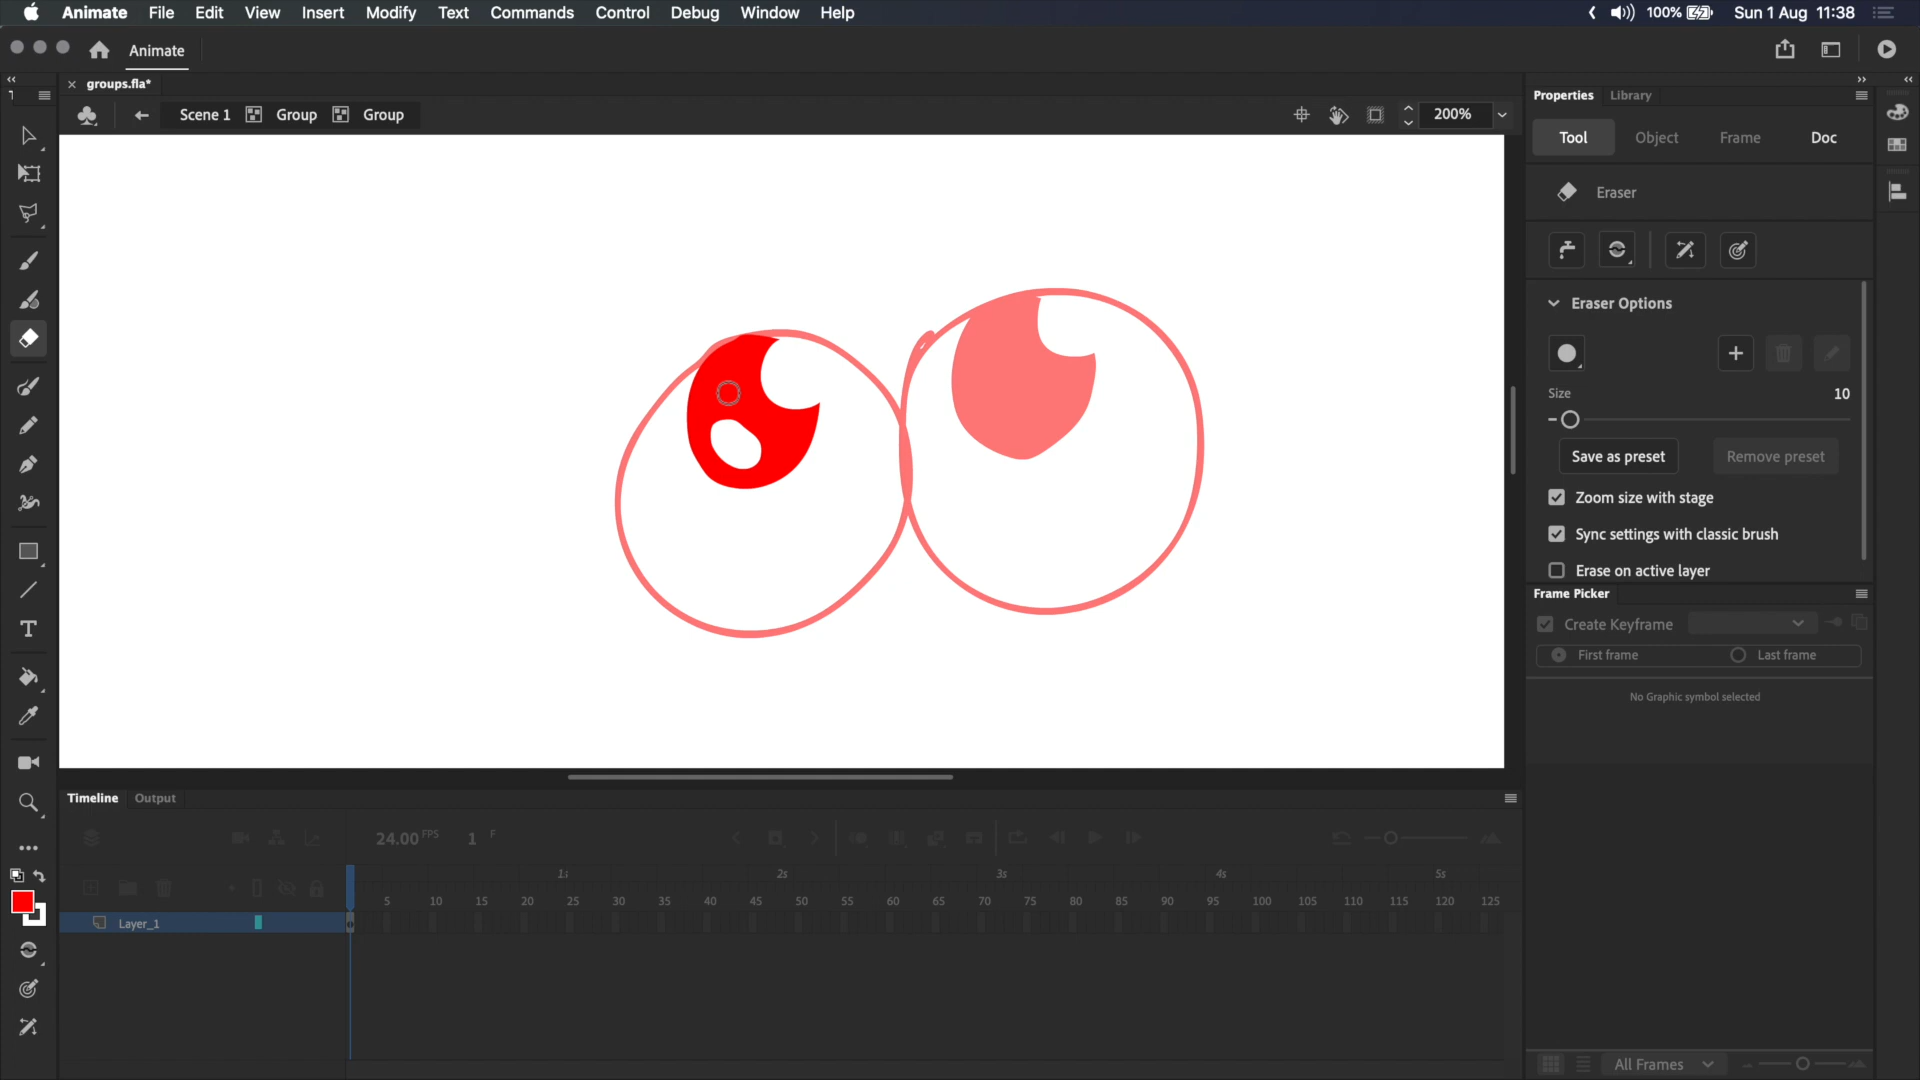 Animate File Edit View Insert Modify Text Commands Control Debug Window Help 100% Sun 1 Aug 11:38
Animate
groups.fla*
Scene 1 Group Group 200%
Properties Library
Tool Object Frame Doc
Eraser
Eraser Options
Size 10
Save as preset Remove preset
Zoom size with stage
Sync settings with classic brush
Erase on active layer
Frame Picker
Create Keyframe
First frame Last frame
No Graphic symbol selected
Timeline Output
24.00 FPS 1 F
1s 2s 3s 4s 5s
5 10 15 20 25 30 35 40 45 50 55 60 65 70 75 80 85 90 95 100 105 110 115 120 125
Layer_1
All Frames